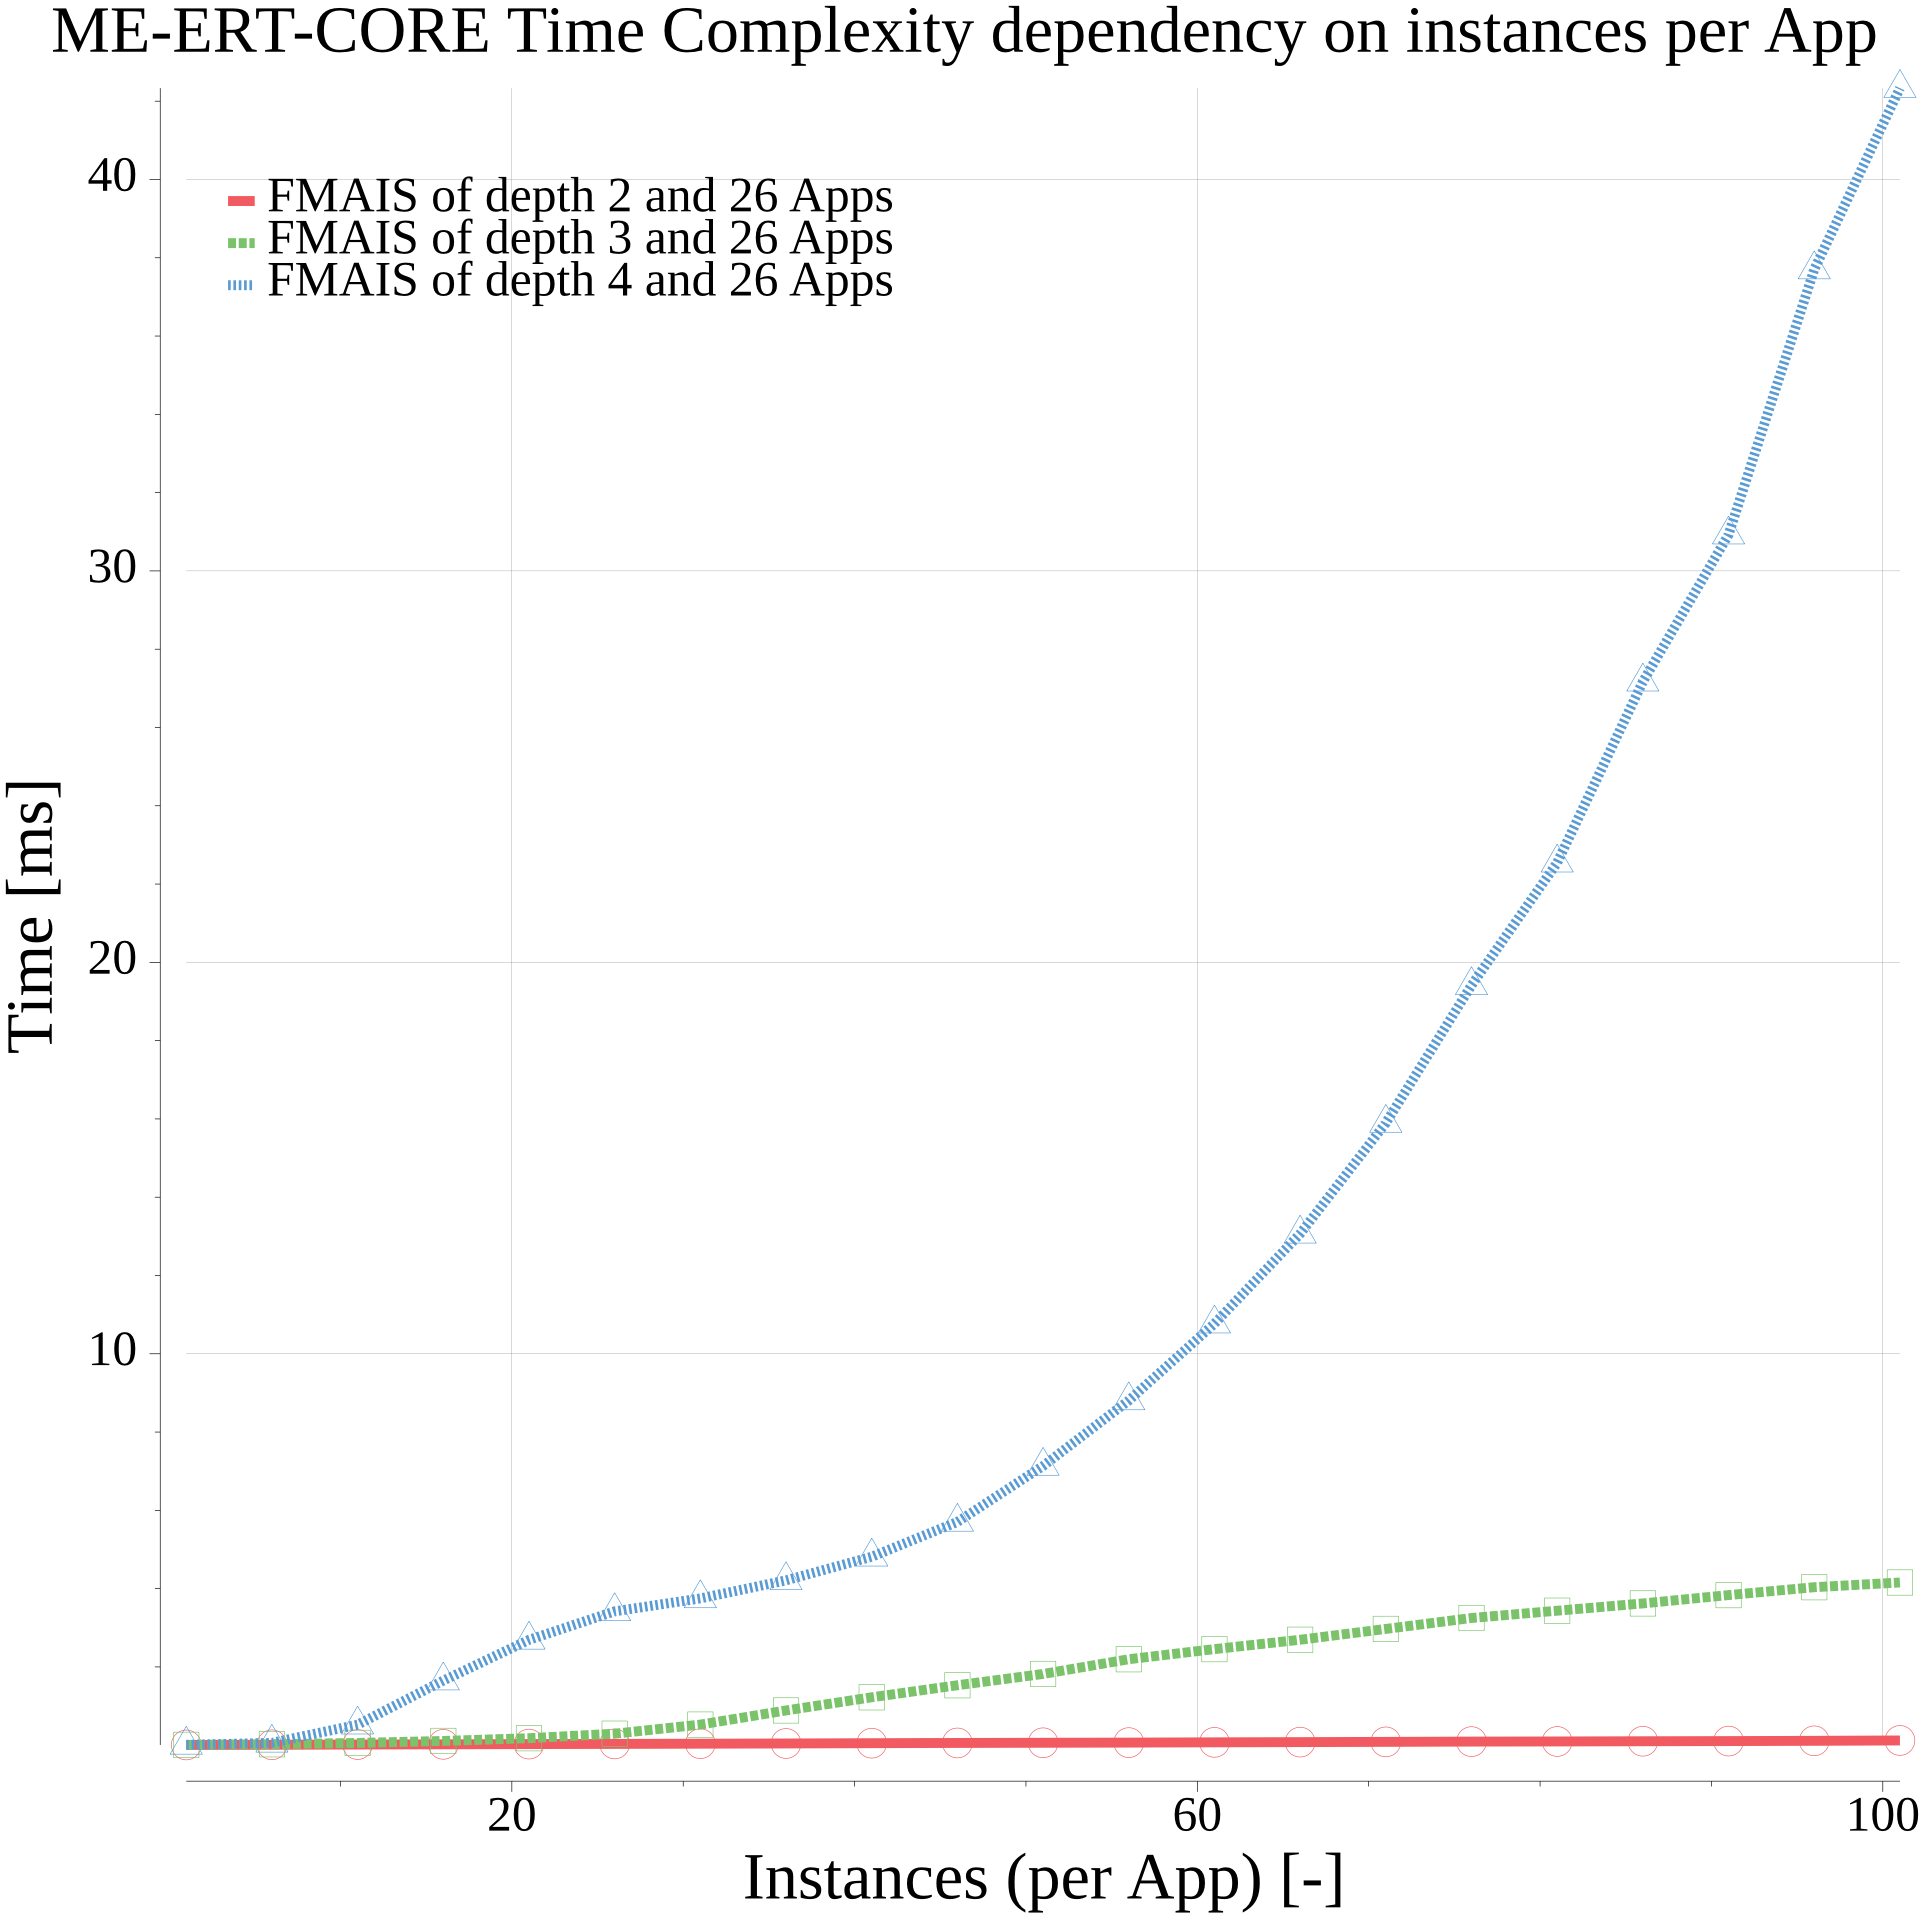 ME-ERT-CORE Time Complexity dependency on instances per App
40
FMAIS of depth 2 and 26 Apps
FMAIS of depth 3 and 26 Apps
FMAIS of depth 4 and 26 Apps
30
Time [ms]
20
10
20 60 100
Instances (per App) [-]